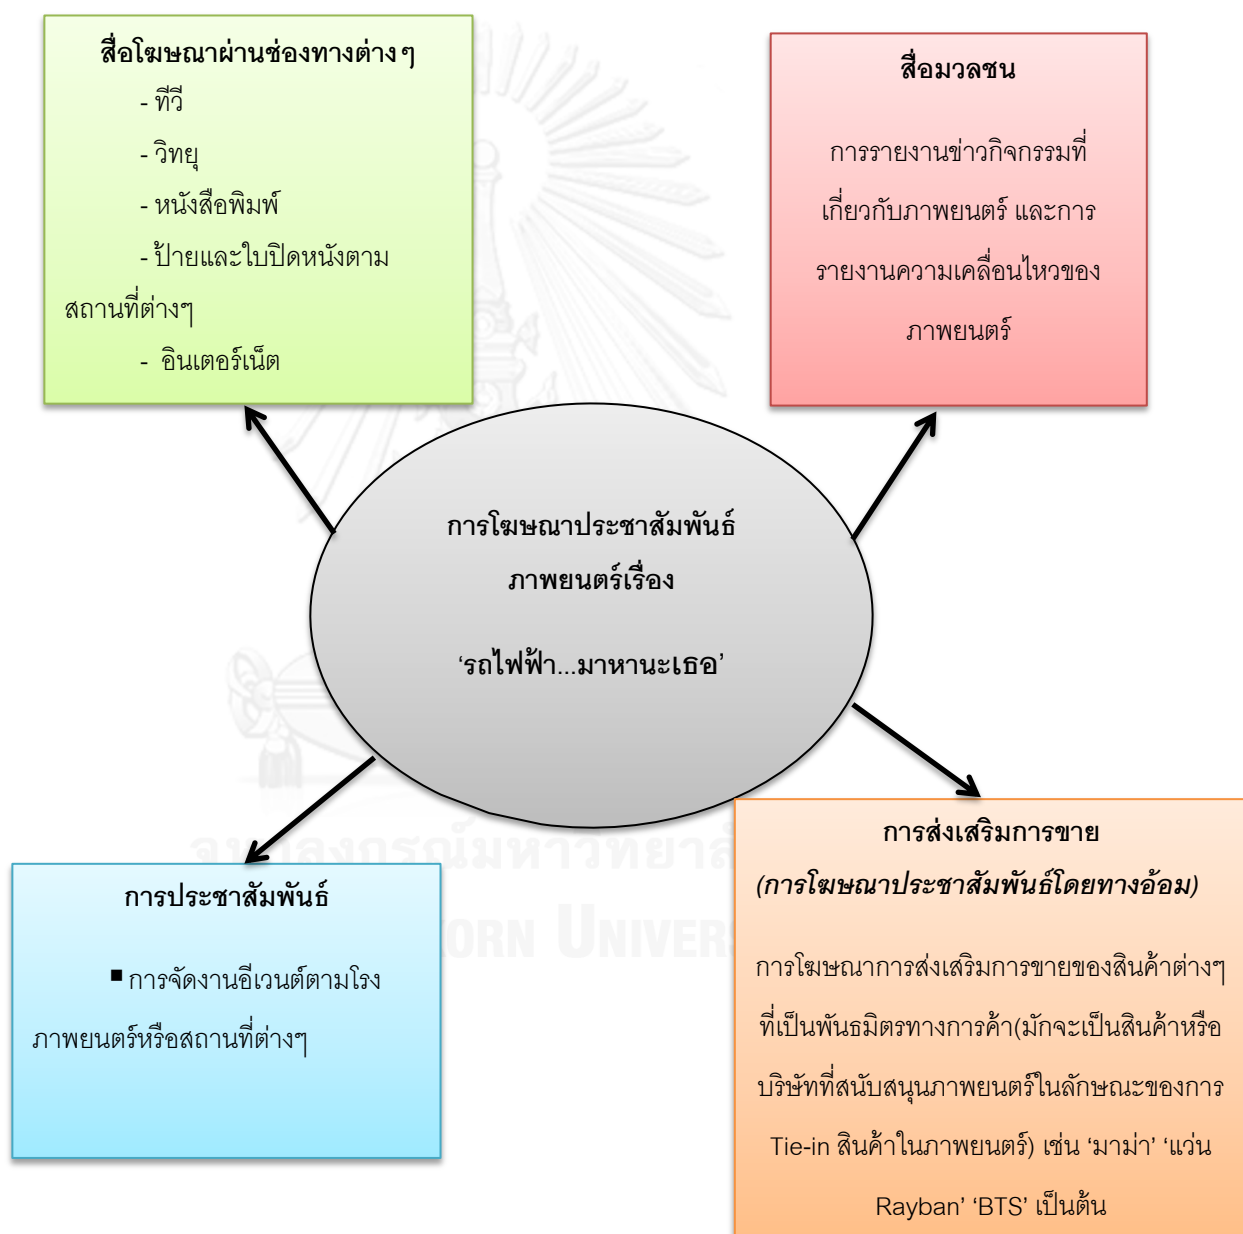 สื่อโฆษณาผ่านช่องทางต่างๆ
- ทีวี
- วิทยุ
- หนังสือพิมพ์
- ป้ายและใบปิดหนังตาม
สถานที่ต่างๆ
- อินเตอร์เน็ต
สื่อมวลชน
การรายงานข่าวกิจกรรมที่
เกี่ยวกับภาพยนตร์ และการ
รายงานความเคลื่อนไหวของ
ภาพยนตร์
การโฆษณาประชาสัมพันธ์
ภาพยนตร์เรื่อง
‘รถไฟฟ้า...มาหานะเธอ’
การประชาสัมพันธ์
▪ การจัดงานอีเวนต์ตามโรง
ภาพยนตร์หรือสถานที่ต่างๆ
การส่งเสริมการขาย
(การโฆษณาประชาสัมพันธ์โดยทางอ้อม)
การโฆษณาการส่งเสริมการขายของสินค้าต่างๆ
ที่เป็นพันธมิตรทางการค้า(มักจะเป็นสินค้าหรือ
บริษัทที่สนับสนุนภาพยนตร์ในลักษณะของการ
Tie-in สินค้าในภาพยนตร์) เช่น ‘มาม่า’ ‘แว่น
Rayban’ ‘BTS’ เป็นต้น